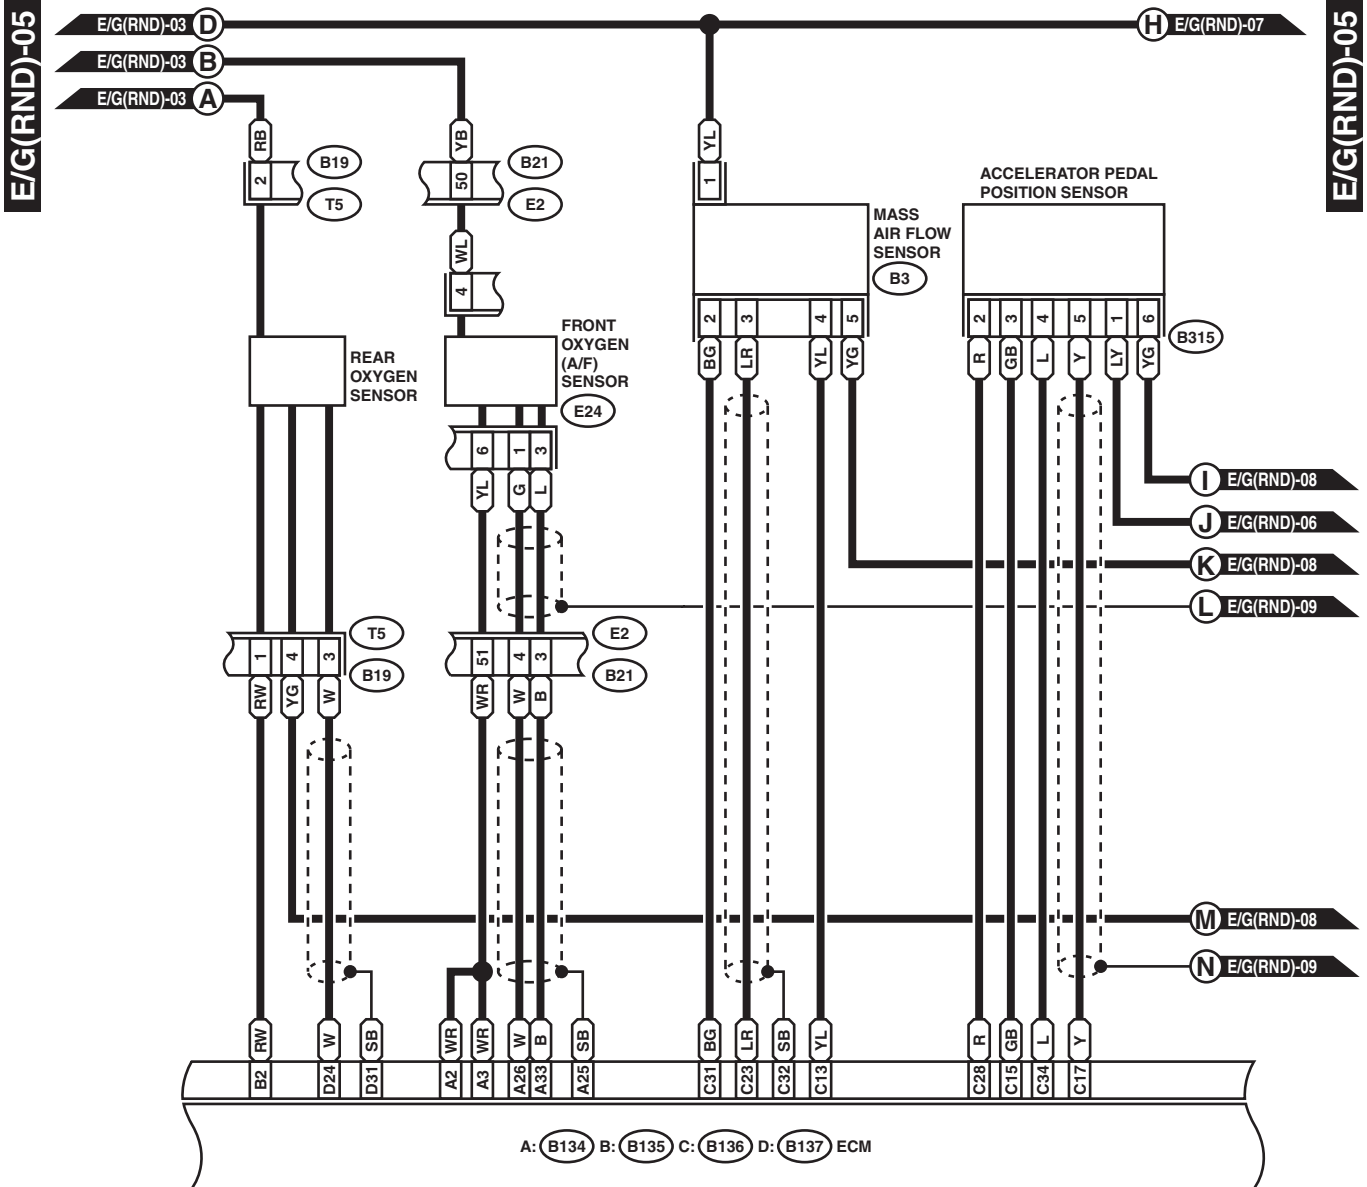 E/G(RND)-05
E/G(RND)-05
E/G(RND)-03 D
H E/G(RND)-07
E/G(RND)-03 B
E/G(RND)-03 A
RB
YB
YL
2
B19
T5
50
B21
E2
1
WL
4
MASS
AIR FLOW
SENSOR
B3
ACCELERATOR PEDAL
POSITION SENSOR
2 3 4 5
BG LR YL YG
2 3 4 5 1 6
B315
R GB L Y LY YG
REAR
OXYGEN
SENSOR
FRONT
OXYGEN
(A/F)
SENSOR
E24
6 1 3
YL G L
I E/G(RND)-08
J E/G(RND)-06
K E/G(RND)-08
L E/G(RND)-09
T5
1 4 3
B19
RW YG W
E2
51 4 3
B21
WR W B
M E/G(RND)-08
N E/G(RND)-09
RW W SB WR WR W B SB BG LR SB YL R GB L Y
B2 D24 D31 A2 A3 A26 A33 A25 C31 C23 C32 C13 C28 C15 C34 C17
A: B134 B: B135 C: B136 D: B137 ECM